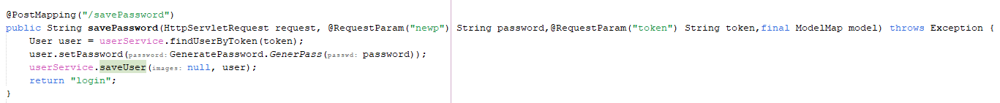 @PostMapping("/savePassword")
public String savePassword(HttpServletRequest request, @RequestParam("newp") String password,@RequestParam("token") String token,final ModelMap model) throws Exception {
User user = userService.findUserByToken(token);
user.setPassword(password: GeneratePassword.GenerPass(passwd: password));
userService.saveUser(images: null, user);
return "login";
}